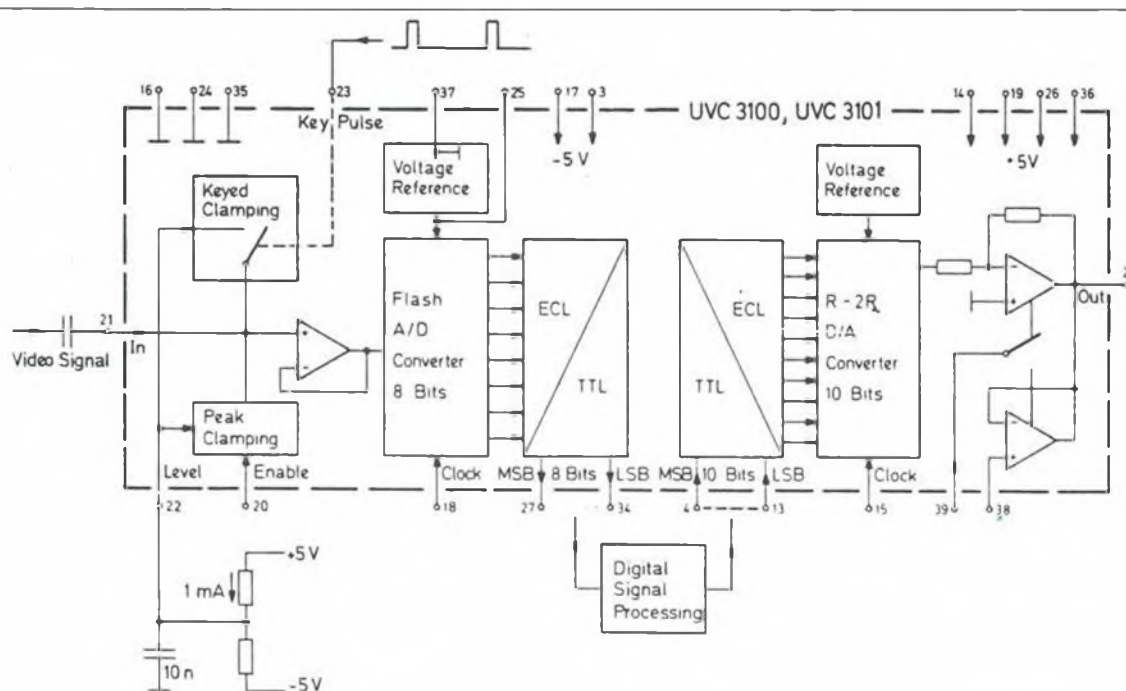 16
24
35
23
37
25
17
3
UVC 3100, UVC 3101
14
19
26
36
Key Pulse
-5 V
+5V
Keyed
Clamping
Voltage
Reference
Voltage
Reference
21
In
Video Signal
Flash
A/D
Converter
8 Bits
ECL
TTL
ECL
TTL
R-2R
D/A
Converter
10 Bits
Out
Peak
Clamping
Level
Enable
Clock
MSB
8 Bits
LSB
MSB
10 Bits
LSB
Clock
22
20
18
27
34
4
13
15
39
38
+5 V
1 mA
10 n
-5 V
Digital
Signal
Processing